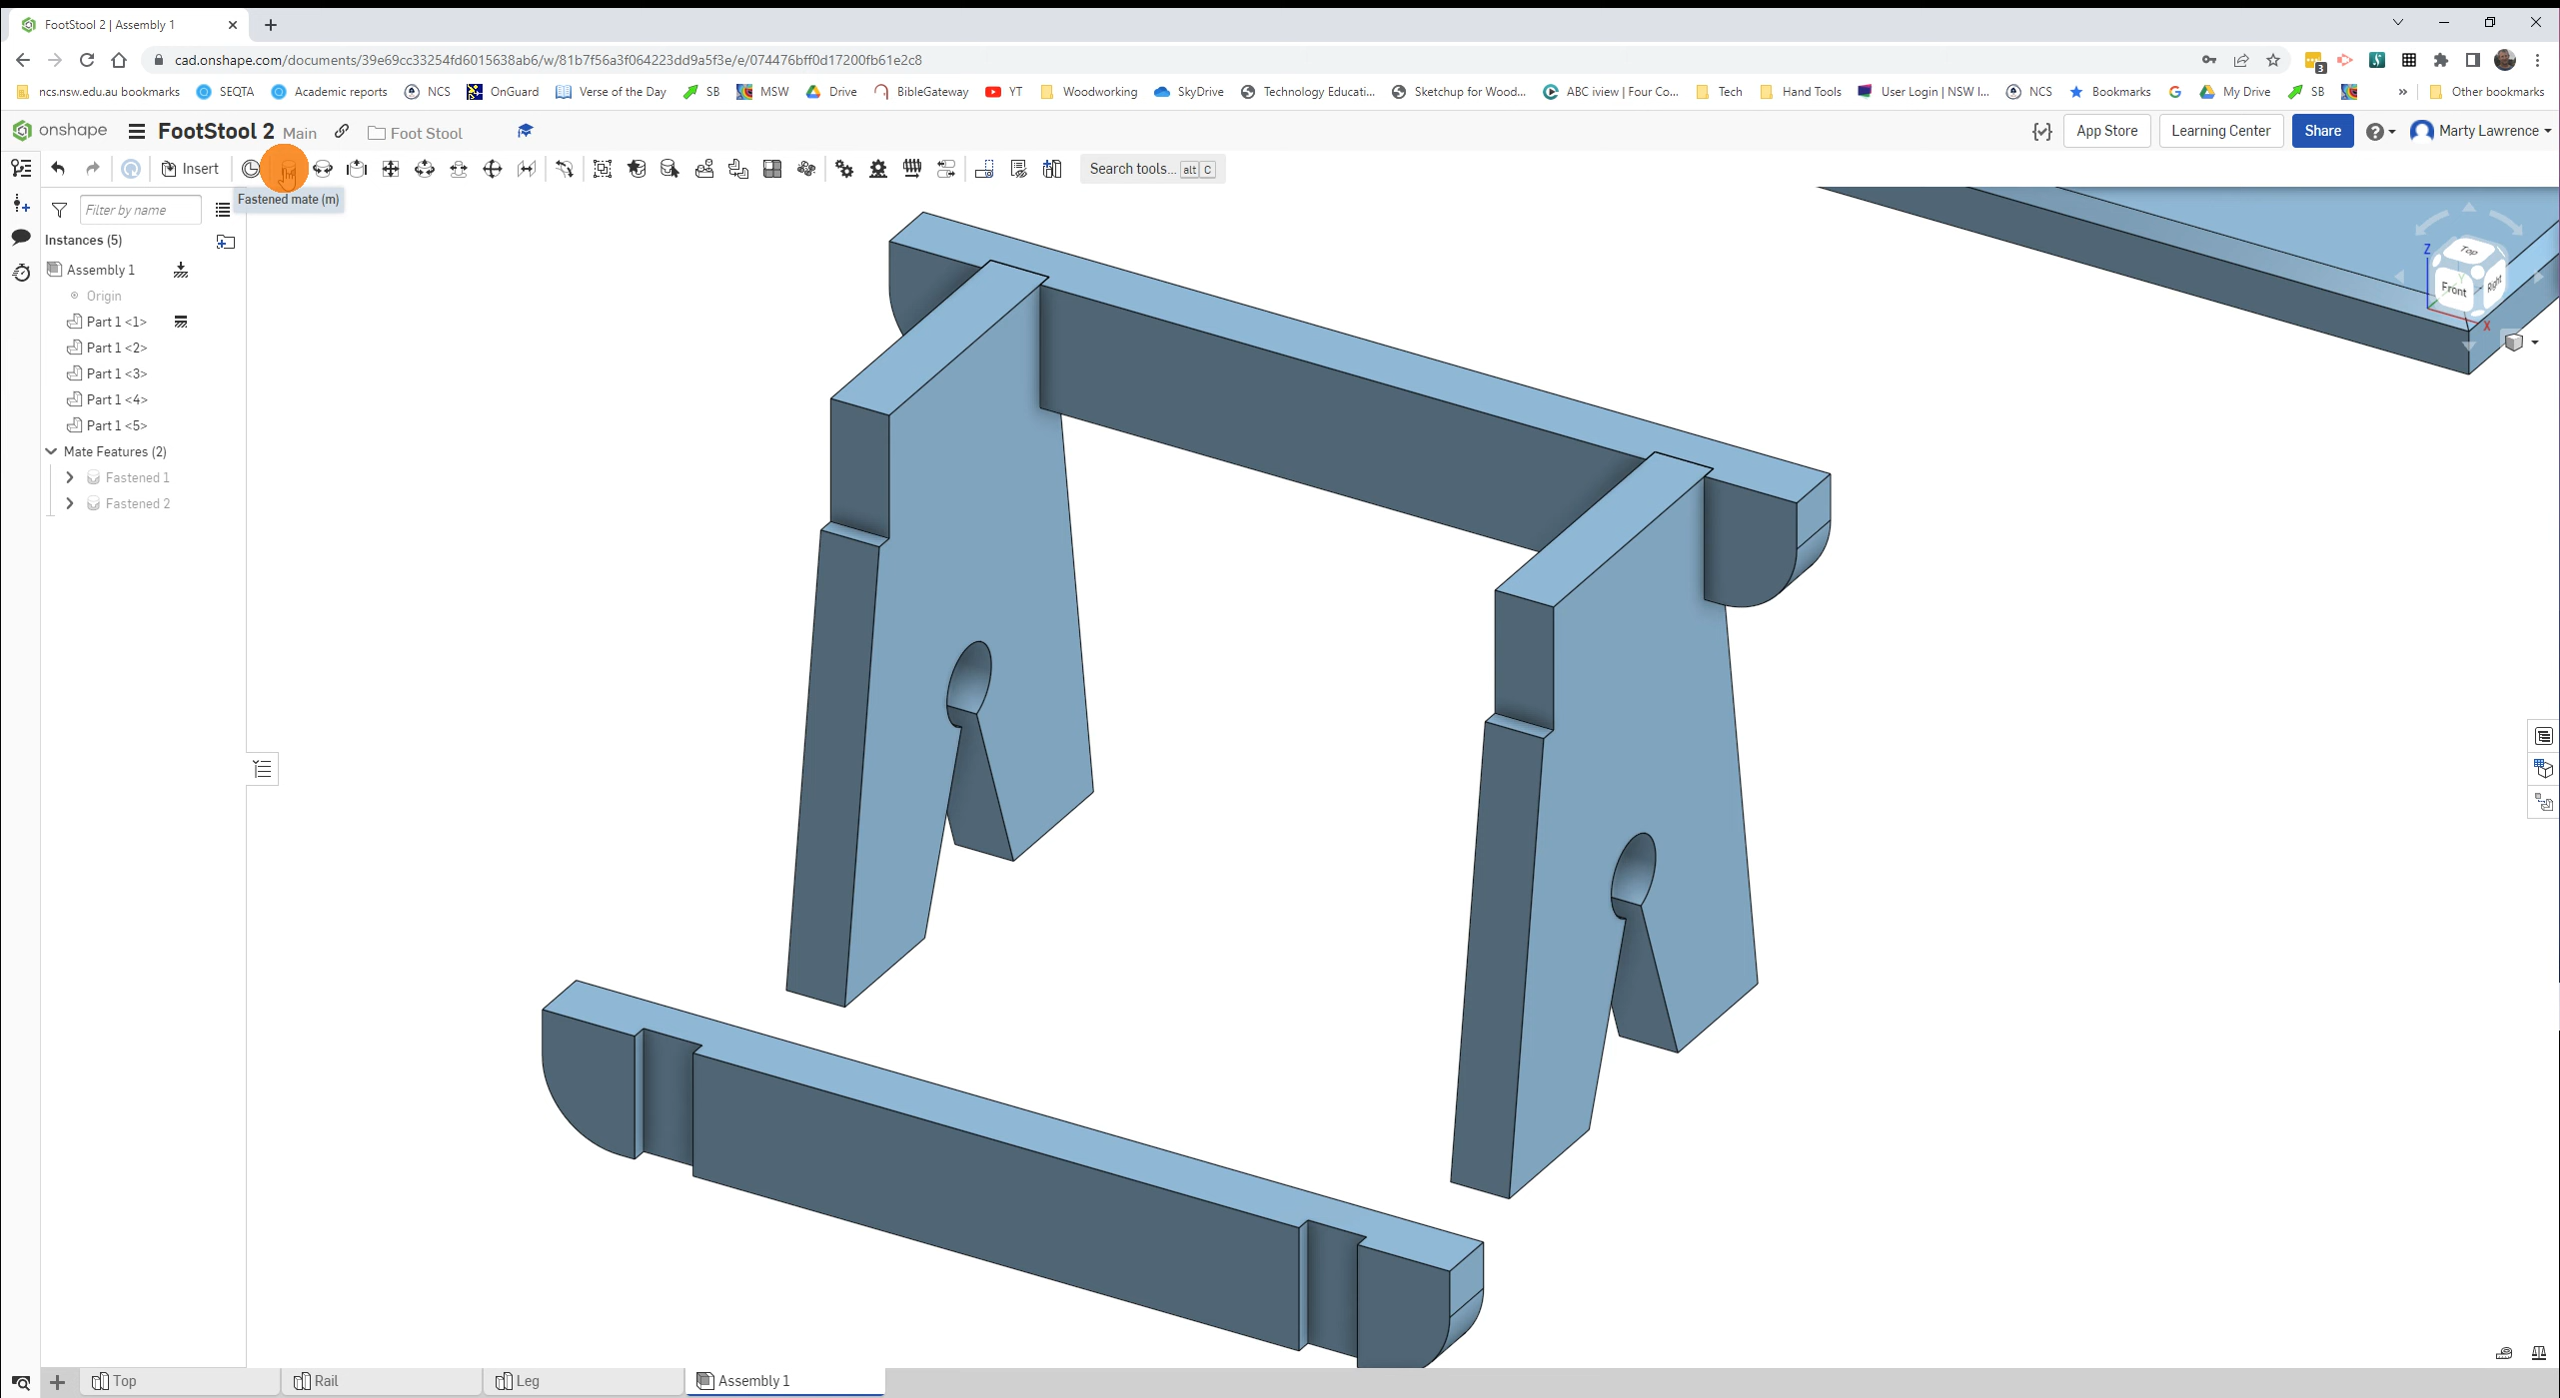 FootStool 2 | Assembly 1
cad.onshape.com/documents/39e69cc33254fd6015638ab6/w/81b7f56a3f064223dd9a5f3e/e/074476bff0d17200fb61e2c8
3
ncs.nsw.edu.au bookmarks SEQTA Academic reports NCS OnGuard Verse of the Day SB MSW Drive BibleGateway YT Woodworking SkyDrive Technology Educati... Sketchup for Wood... ABC iview | Four Co... Tech Hand Tools User Login | NSW I... NCS Bookmarks My Drive SB » Other bookmarks
onshape FootStool 2 Main Foot Stool App Store Learning Center Share Marty Lawrence
Insert Search tools... alt C
Fastened mate (m)
Filter by name
Instances (5)
Assembly 1
Origin
Part 1 <1>
Part 1 <2>
Part 1 <3>
Part 1 <4>
Part 1 <5>
Mate Features (2)
Fastened 1
Fastened 2
Z
Top
Y
Front
Right
X
Top Rail Leg Assembly 1